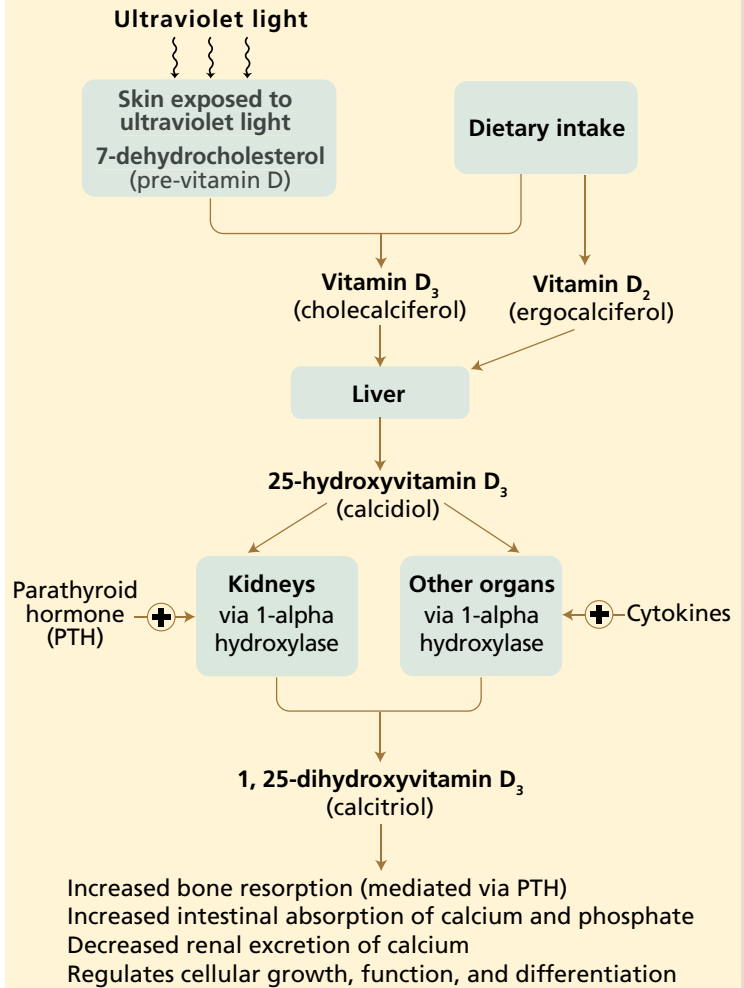 Ultraviolet light
Skin exposed to
ultraviolet light
7-dehydrocholesterol
(pre-vitamin D)
Dietary intake
Vitamin D₃
(cholecalciferol)
Vitamin D₂
(ergocalciferol)
Liver
25-hydroxyvitamin D₃
(calcidiol)
Parathyroid
hormone
(PTH)
Kidneys
via 1-alpha
hydroxylase
Other organs
via 1-alpha
hydroxylase
Cytokines
1, 25-dihydroxyvitamin D₃
(calcitriol)
Increased bone resorption (mediated via PTH)
Increased intestinal absorption of calcium and phosphate
Decreased renal excretion of calcium
Regulates cellular growth, function, and differentiation